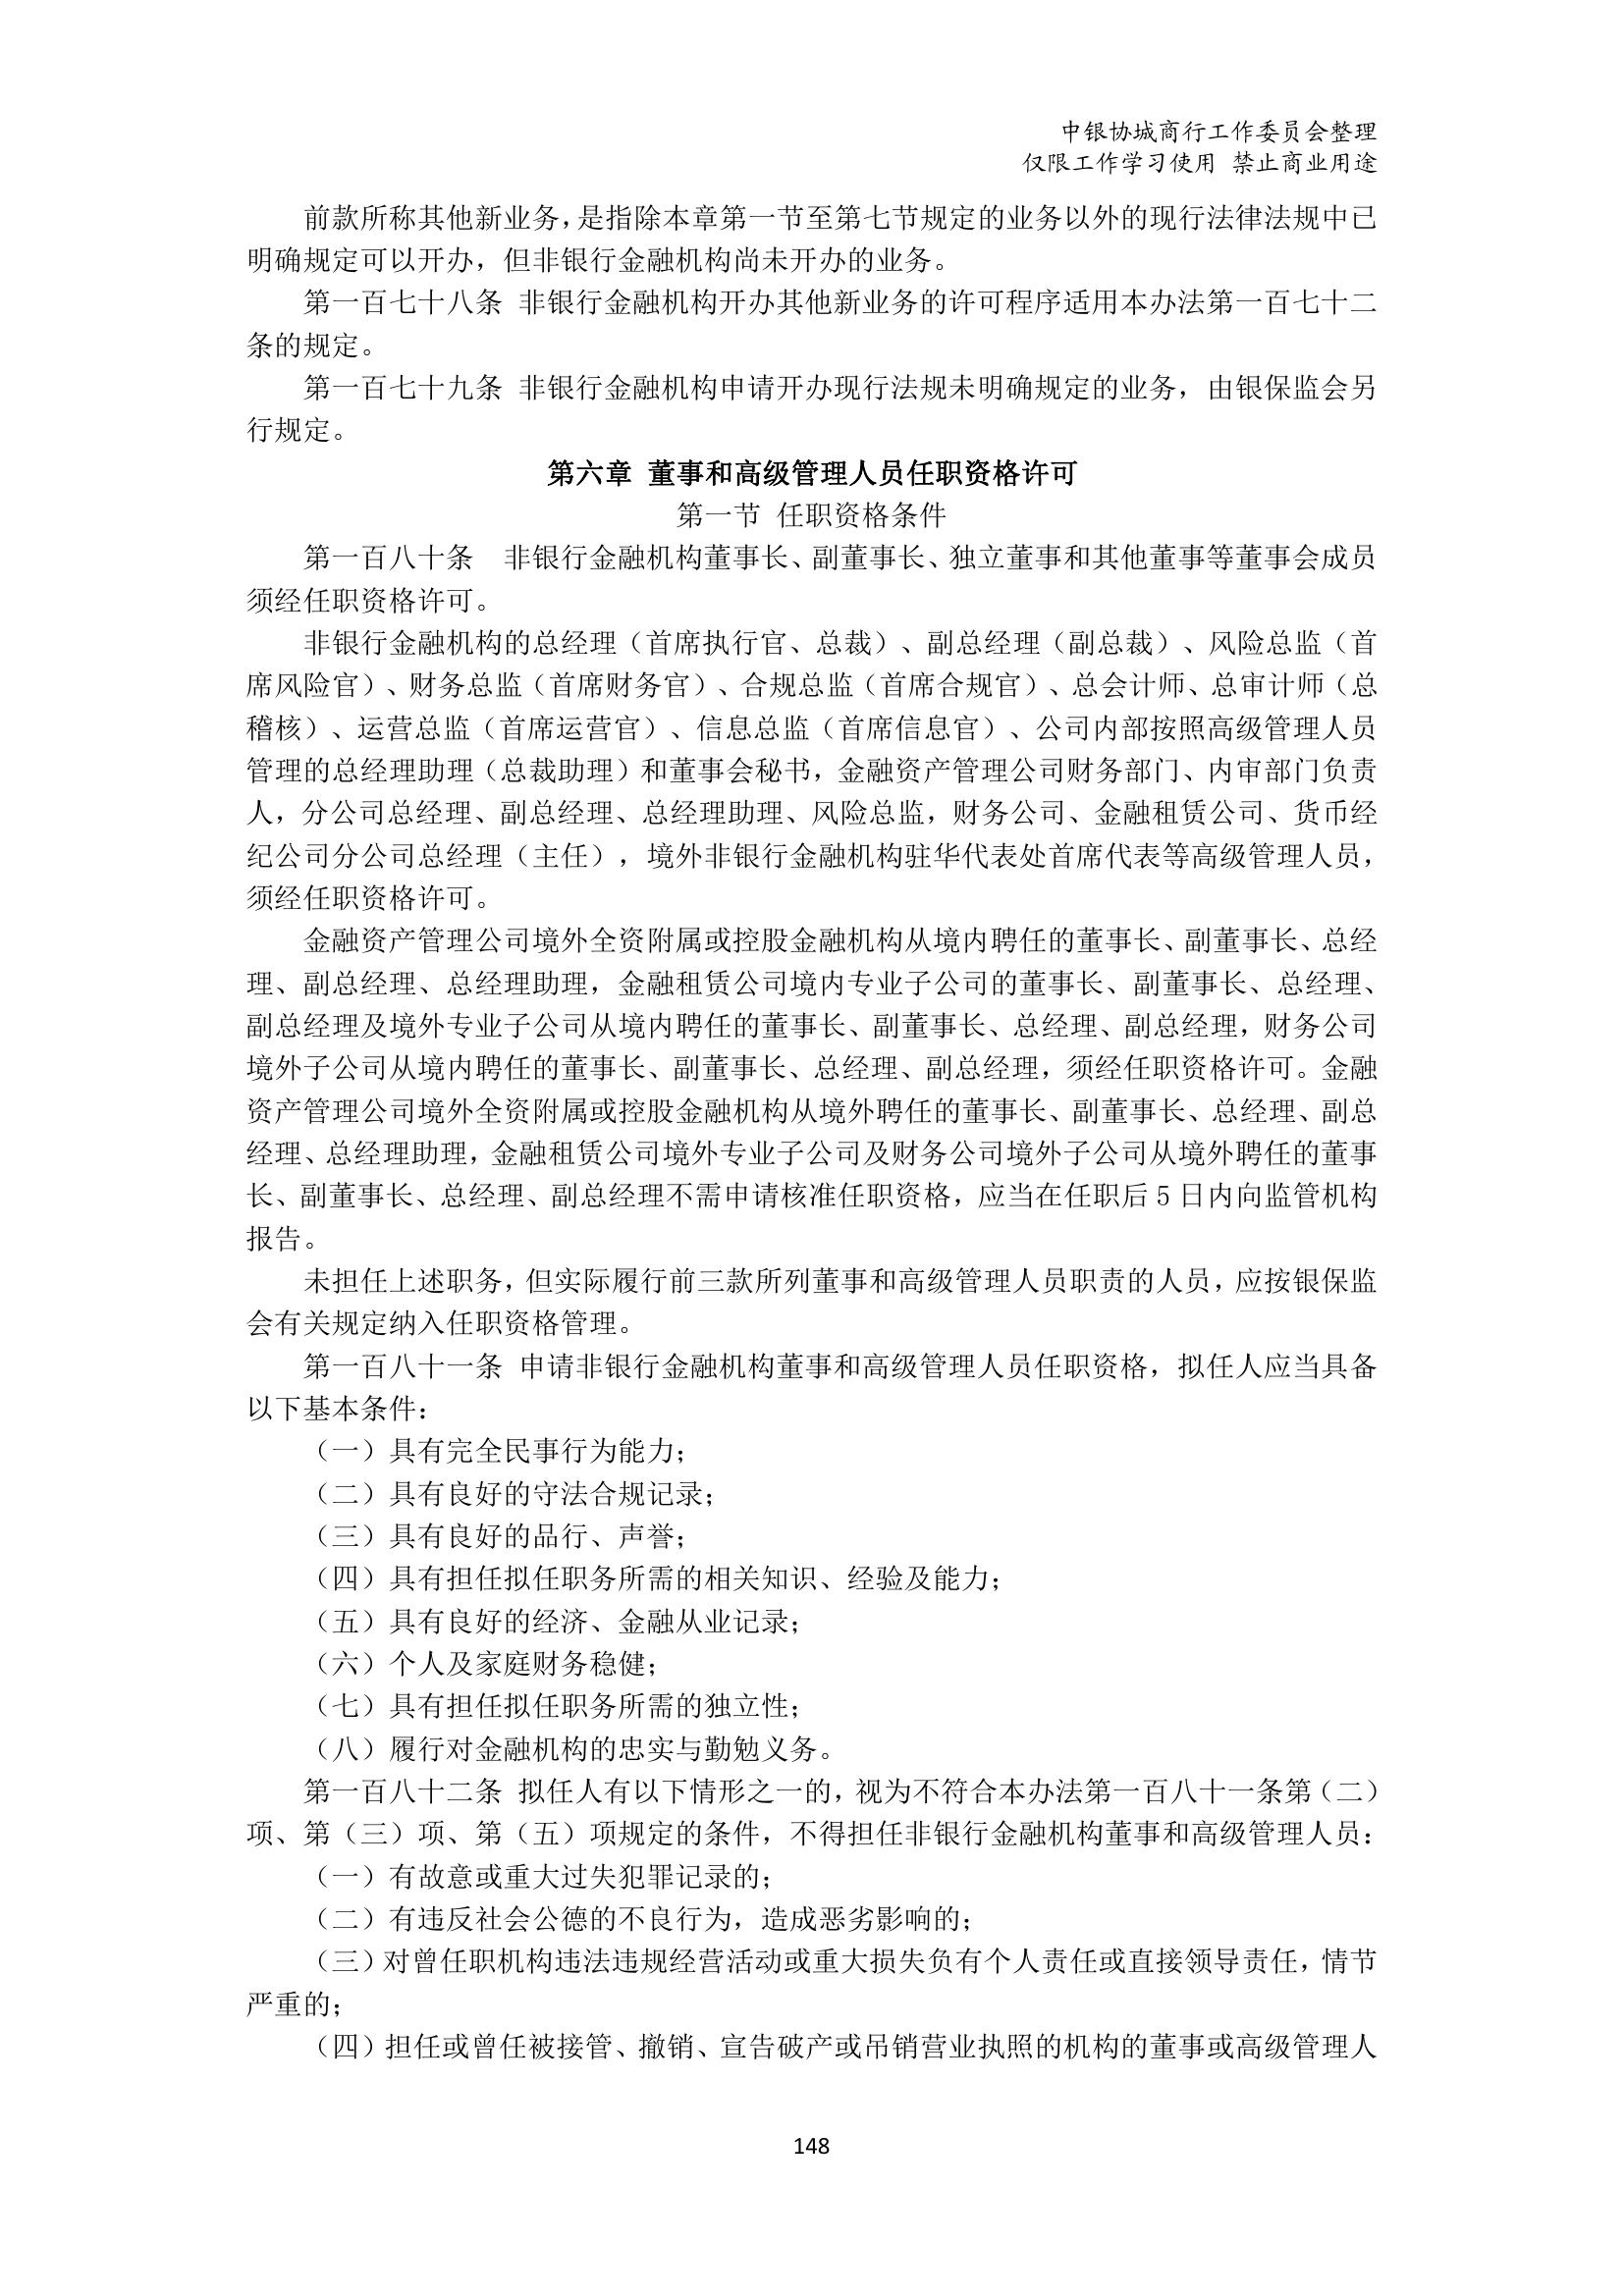 中银协城商行工作委员会整理
仅限工作学习使用 禁止商业用途
前款所称其他新业务，是指除本章第一节至第七节规定的业务以外的现行法律法规中已
明确规定可以开办，但非银行金融机构尚未开办的业务。
第一百七十八条 非银行金融机构开办其他新业务的许可程序适用本办法第一百七十二
条的规定。
第一百七十九条 非银行金融机构申请开办现行法规未明确规定的业务，由银保监会另
行规定。
第六章 董事和高级管理人员任职资格许可
第一节 任职资格条件
第一百八十条　非银行金融机构董事长、副董事长、独立董事和其他董事等董事会成员
须经任职资格许可。
非银行金融机构的总经理（首席执行官、总裁）、副总经理（副总裁）、风险总监（首
席风险官）、财务总监（首席财务官）、合规总监（首席合规官）、总会计师、总审计师（总
稽核）、运营总监（首席运营官）、信息总监（首席信息官）、公司内部按照高级管理人员
管理的总经理助理（总裁助理）和董事会秘书，金融资产管理公司财务部门、内审部门负责
人，分公司总经理、副总经理、总经理助理、风险总监，财务公司、金融租赁公司、货币经
纪公司分公司总经理（主任），境外非银行金融机构驻华代表处首席代表等高级管理人员，
须经任职资格许可。
金融资产管理公司境外全资附属或控股金融机构从境内聘任的董事长、副董事长、总经
理、副总经理、总经理助理，金融租赁公司境内专业子公司的董事长、副董事长、总经理、
副总经理及境外专业子公司从境内聘任的董事长、副董事长、总经理、副总经理，财务公司
境外子公司从境内聘任的董事长、副董事长、总经理、副总经理，须经任职资格许可。金融
资产管理公司境外全资附属或控股金融机构从境外聘任的董事长、副董事长、总经理、副总
经理、总经理助理，金融租赁公司境外专业子公司及财务公司境外子公司从境外聘任的董事
长、副董事长、总经理、副总经理不需申请核准任职资格，应当在任职后 5 日内向监管机构
报告。
未担任上述职务，但实际履行前三款所列董事和高级管理人员职责的人员，应按银保监
会有关规定纳入任职资格管理。
第一百八十一条 申请非银行金融机构董事和高级管理人员任职资格，拟任人应当具备
以下基本条件：
（一）具有完全民事行为能力；
（二）具有良好的守法合规记录；
（三）具有良好的品行、声誉；
（四）具有担任拟任职务所需的相关知识、经验及能力；
（五）具有良好的经济、金融从业记录；
（六）个人及家庭财务稳健；
（七）具有担任拟任职务所需的独立性；
（八）履行对金融机构的忠实与勤勉义务。
第一百八十二条 拟任人有以下情形之一的，视为不符合本办法第一百八十一条第（二）
项、第（三）项、第（五）项规定的条件，不得担任非银行金融机构董事和高级管理人员：
（一）有故意或重大过失犯罪记录的；
（二）有违反社会公德的不良行为，造成恶劣影响的；
（三）对曾任职机构违法违规经营活动或重大损失负有个人责任或直接领导责任，情节
严重的；
（四）担任或曾任被接管、撤销、宣告破产或吊销营业执照的机构的董事或高级管理人
148